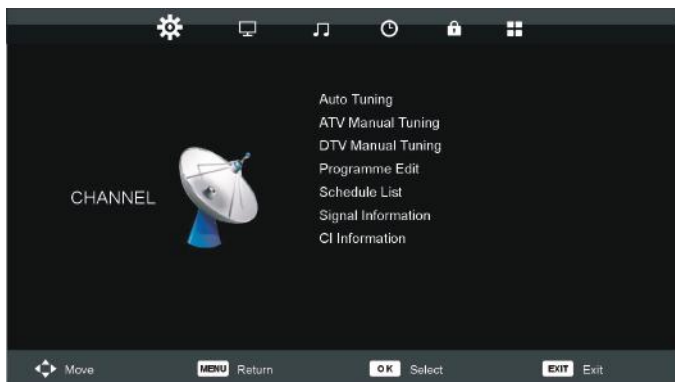 Auto Tuning
ATV Manual Tuning
DTV Manual Tuning
Programme Edit
CHANNEL
Schedule List
Signal Information
CI Information
Move MENU Return OK Select EXIT Exit